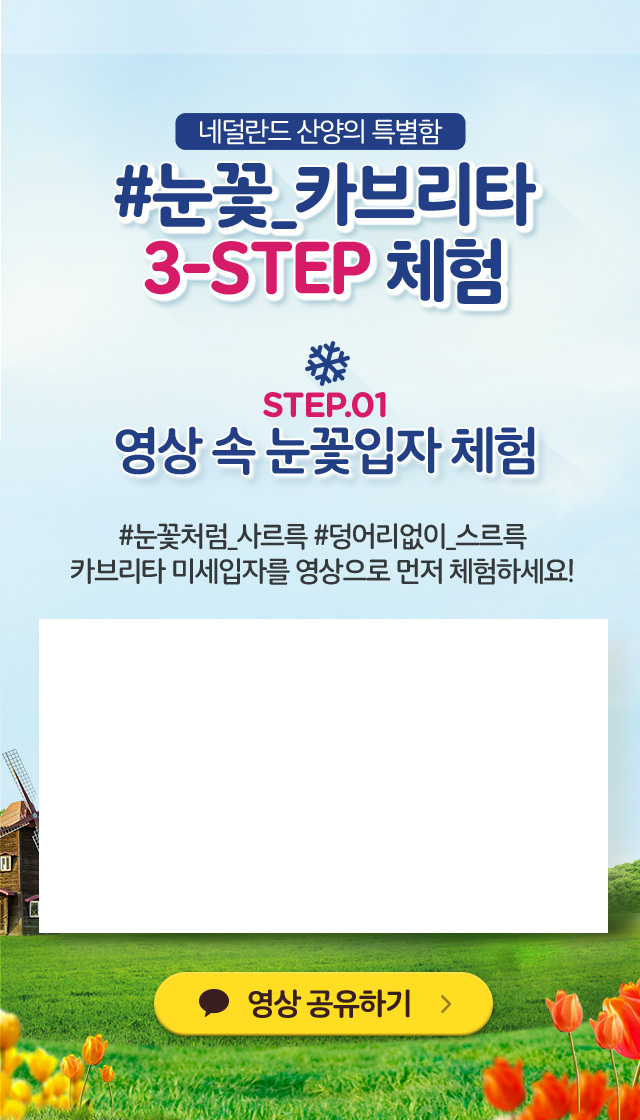 네덜란드 산양의 특별함
#눈꽃_카브리타
3-STEP 체험
STEP.01
영상 속 눈꽃입자 체험
#눈꽃처럼_사르륵 #덩어리없이_스르륵
카브리타 미세입자를 영상으로 먼저 체험하세요!
영상 공유하기